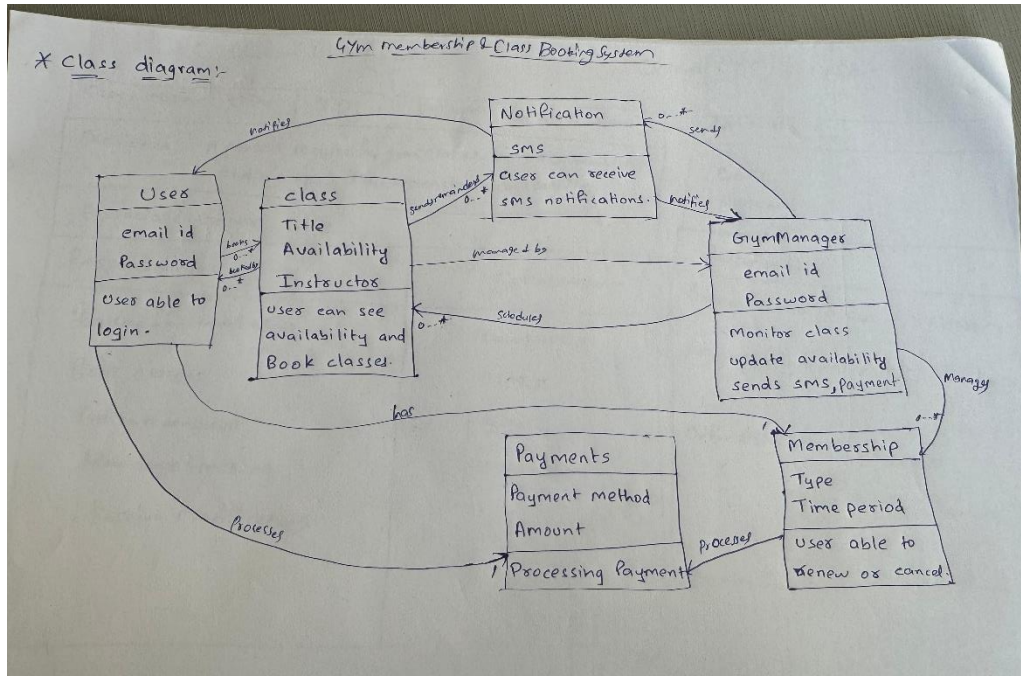 Gym membership & Class Booking System
* Class diagram:-
notifies
Notification
SMS
user can receive
sms notifications.
0..*
sends
User
email id
Password
User able to
login.
books
0..*
booked by
0..*
class
Title
Availability
Instructor
user can see
availability and
Book classes.
sends remainders
0..*
notifies
managed by
schedules
0..*
GymManager
email id
Password
Monitor class
update availability
sends sms, Payment
Manages
0..*
has
1
Membership
Type
Time period
User able to
renew or cancel.
Payments
Payment method
Amount
Processing Payment
Processes
1
Processes